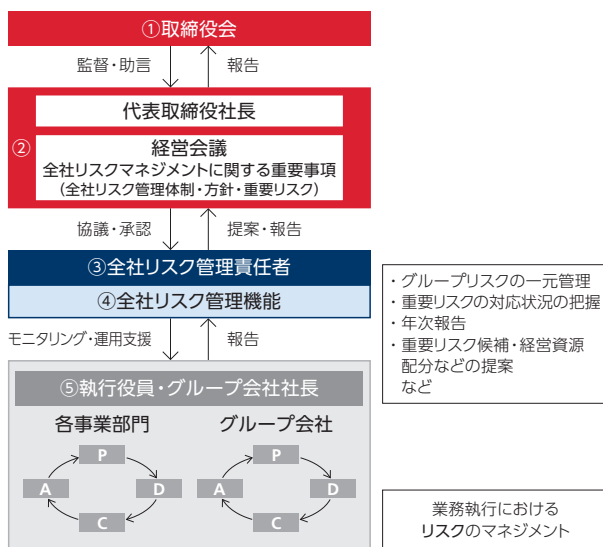 ①取締役会
監督・助言
報告
代表取締役社長
②
経営会議
全社リスクマネジメントに関する重要事項
（全社リスク管理体制・方針・重要リスク）
協議・承認
提案・報告
③全社リスク管理責任者
④全社リスク管理機能
・グループリスクの一元管理
・重要リスクの対応状況の把握
・年次報告
・重要リスク候補・経営資源
配分などの提案
など
モニタリング・運用支援
報告
⑤執行役員・グループ会社社長
各事業部門
P
A
D
C
グループ会社
P
A
D
C
業務執行における
リスクのマネジメント